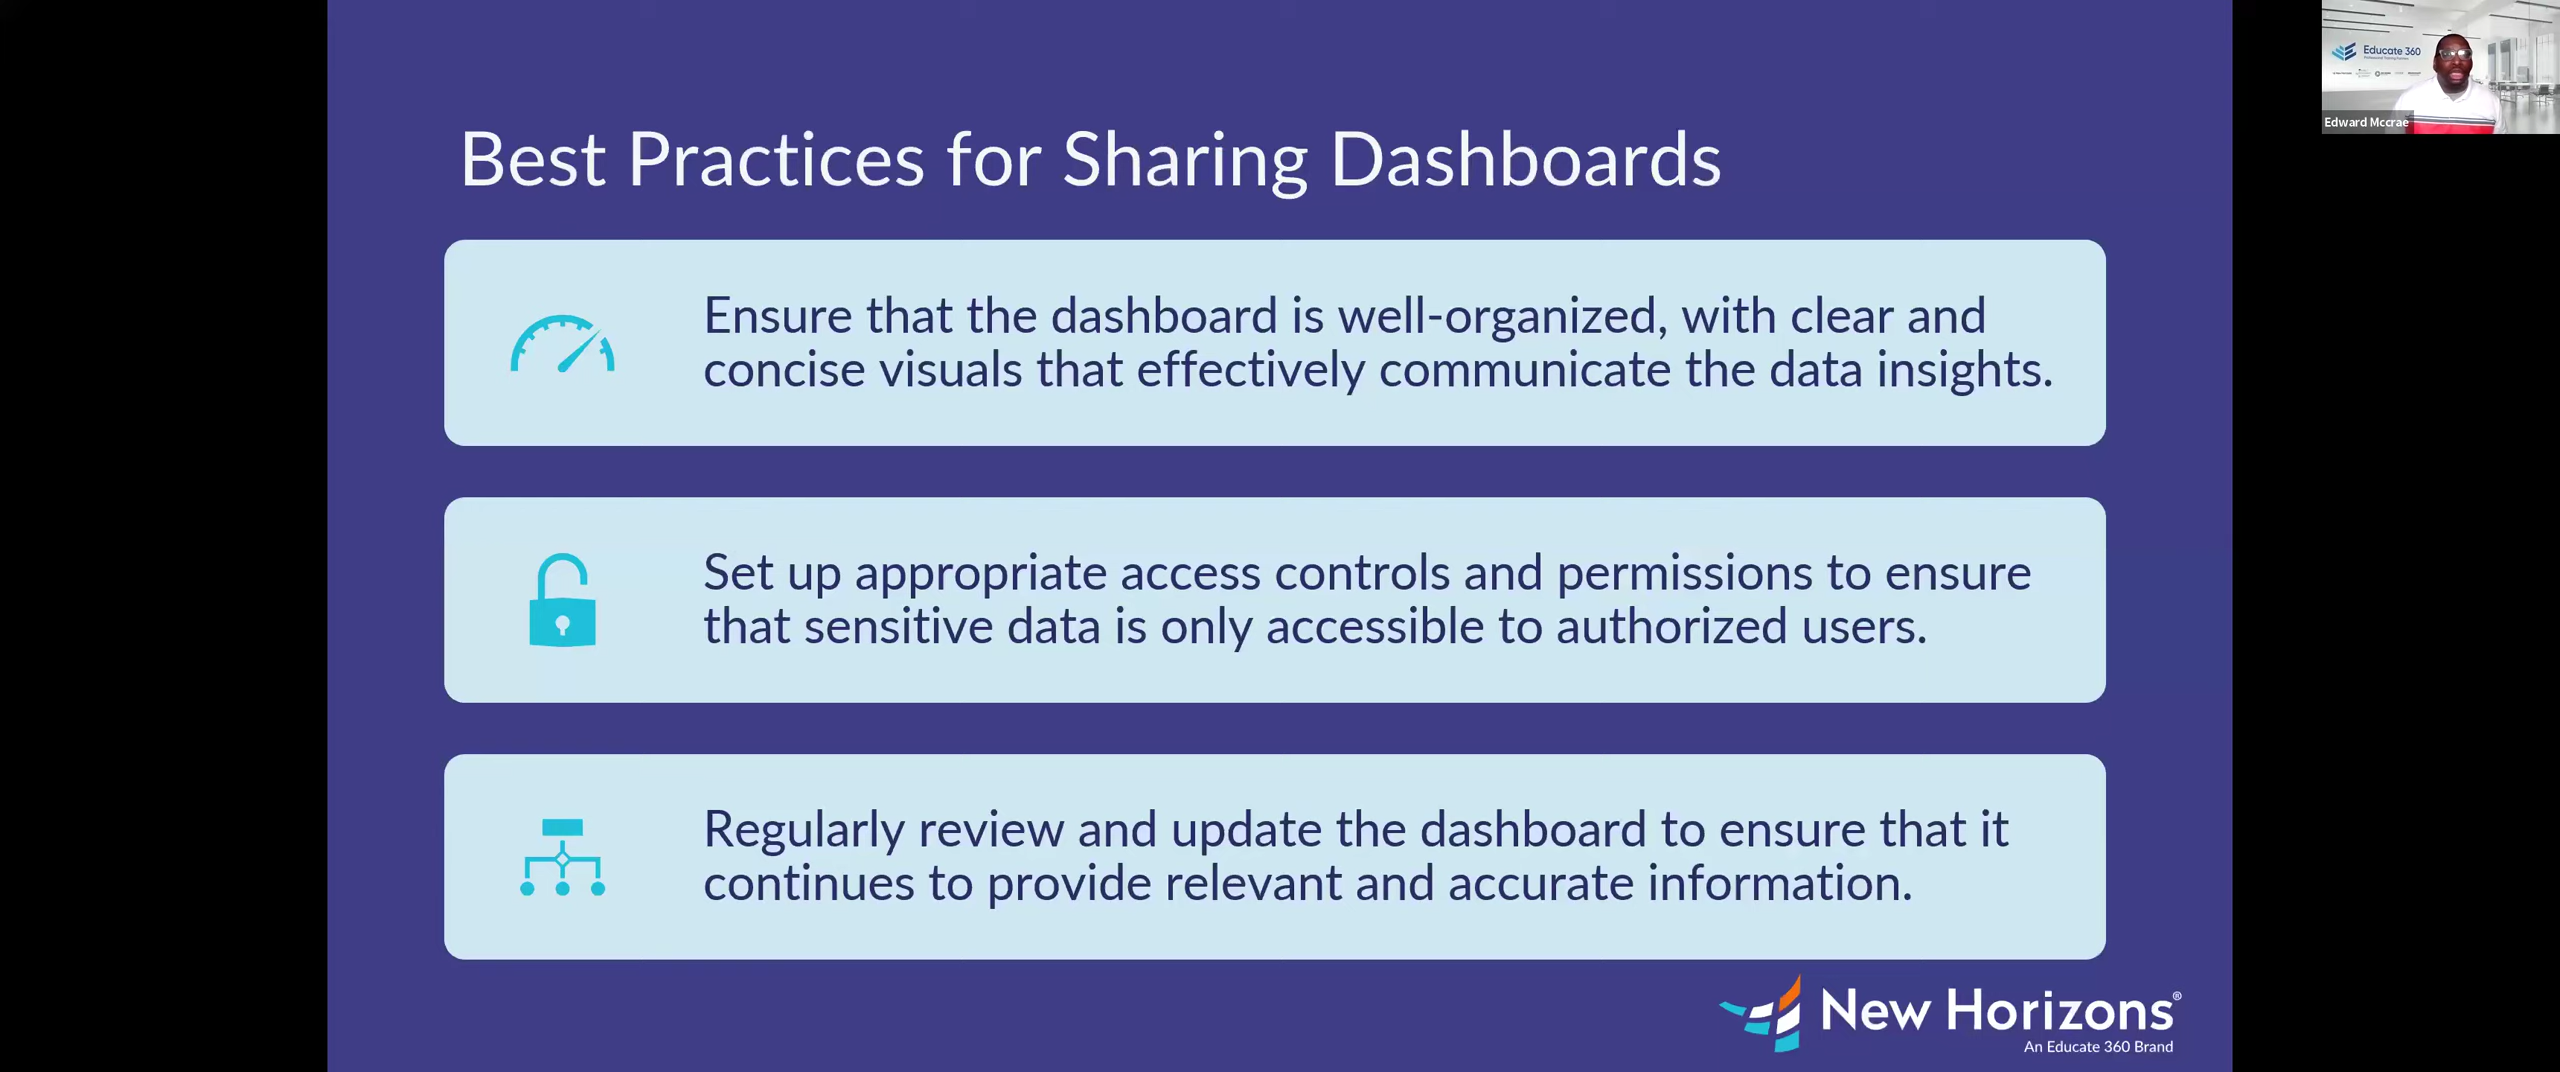 Best Practices for Sharing Dashboards
Ensure that the dashboard is well-organized, with clear and
concise visuals that effectively communicate the data insights.
Set up appropriate access controls and permissions to ensure
that sensitive data is only accessible to authorized users.
Regularly review and update the dashboard to ensure that it
continues to provide relevant and accurate information.
New Horizons®
An Educate 360 Brand
Educate 360
Edward Mccrae